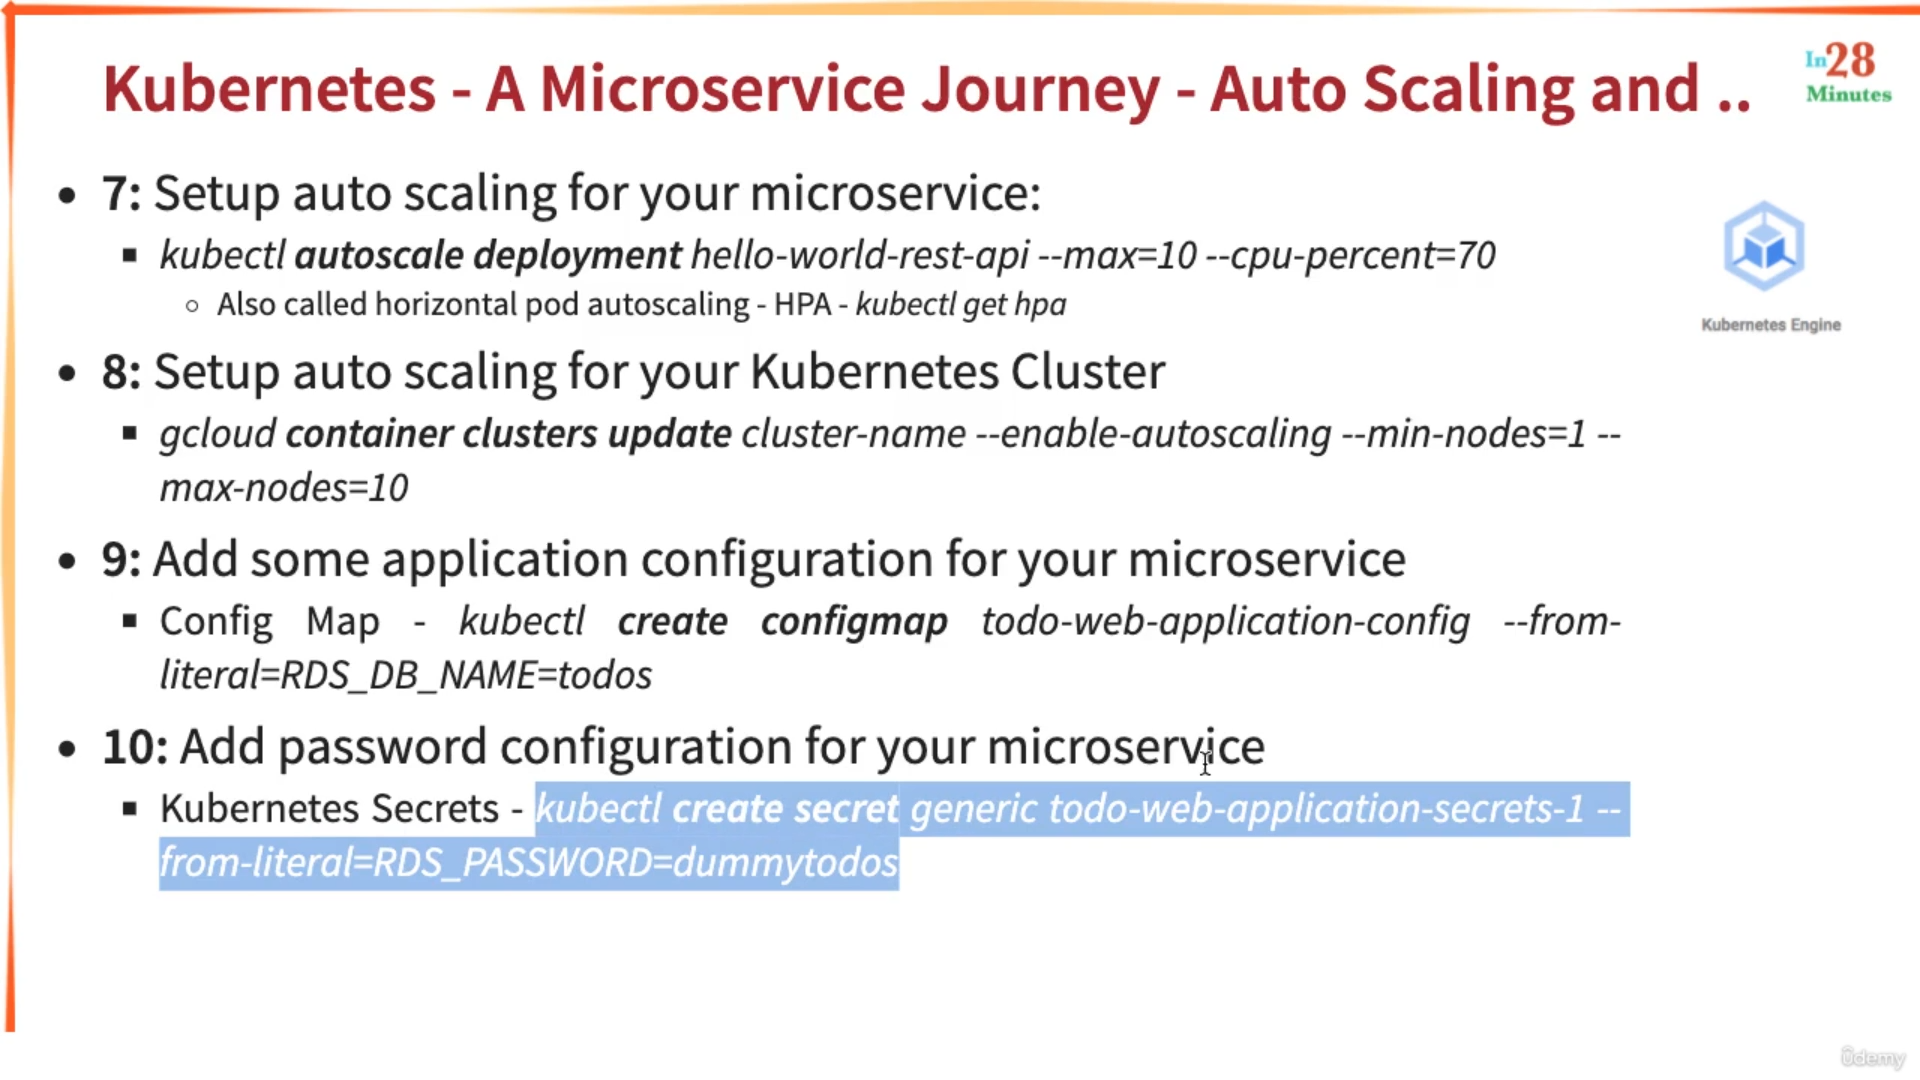 Kubernetes - A Microservice Journey - Auto Scaling and ..
In28
Minutes
• 7: Setup auto scaling for your microservice:
▪ kubectl autoscale deployment hello-world-rest-api --max=10 --cpu-percent=70
○ Also called horizontal pod autoscaling - HPA - kubectl get hpa
Kubernetes Engine
• 8: Setup auto scaling for your Kubernetes Cluster
▪ gcloud container clusters update cluster-name --enable-autoscaling --min-nodes=1 --
max-nodes=10
• 9: Add some application configuration for your microservice
▪ Config Map - kubectl create configmap todo-web-application-config --from-
literal=RDS_DB_NAME=todos
• 10: Add password configuration for your microservice
▪ Kubernetes Secrets - kubectl create secret generic todo-web-application-secrets-1 --
from-literal=RDS_PASSWORD=dummytodos
ûdemy